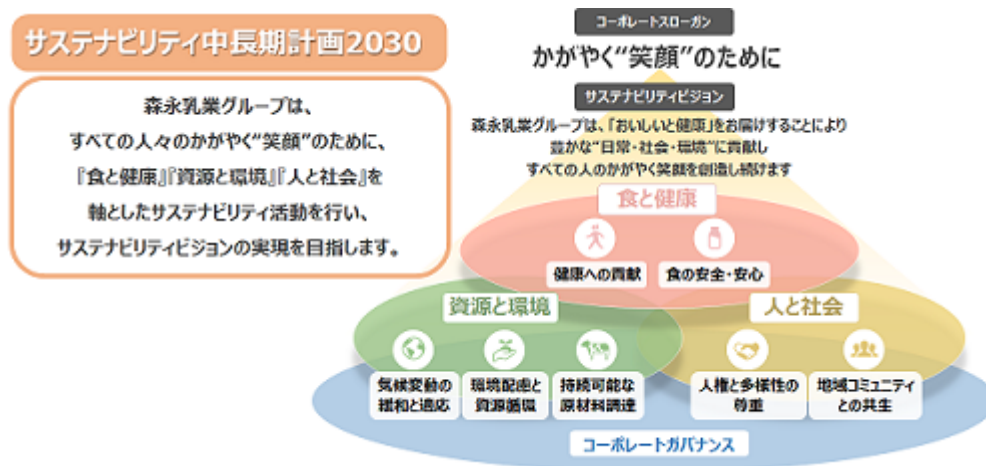 サステナビリティ中長期計画2030
森永乳業グループは、
すべての人々のかがやく“笑顔”のために、
『食と健康』『資源と環境』『人と社会』を
軸としたサステナビリティ活動を行い、
サステナビリティビジョンの実現を目指します。
コーポレートスローガン
かがやく“笑顔”のために
サステナビリティビジョン
森永乳業グループは、「おいしいと健康」をお届けすることにより
豊かな“日常・社会・環境”に貢献し
すべての人のかがやく笑顔を創造し続けます
食と健康
健康への貢献
食の安全・安心
資源と環境
気候変動の
緩和と適応
環境配慮と
資源循環
持続可能な
原材料調達
人と社会
人権と多様性の
尊重
地域コミュニティ
との共生
コーポレートガバナンス